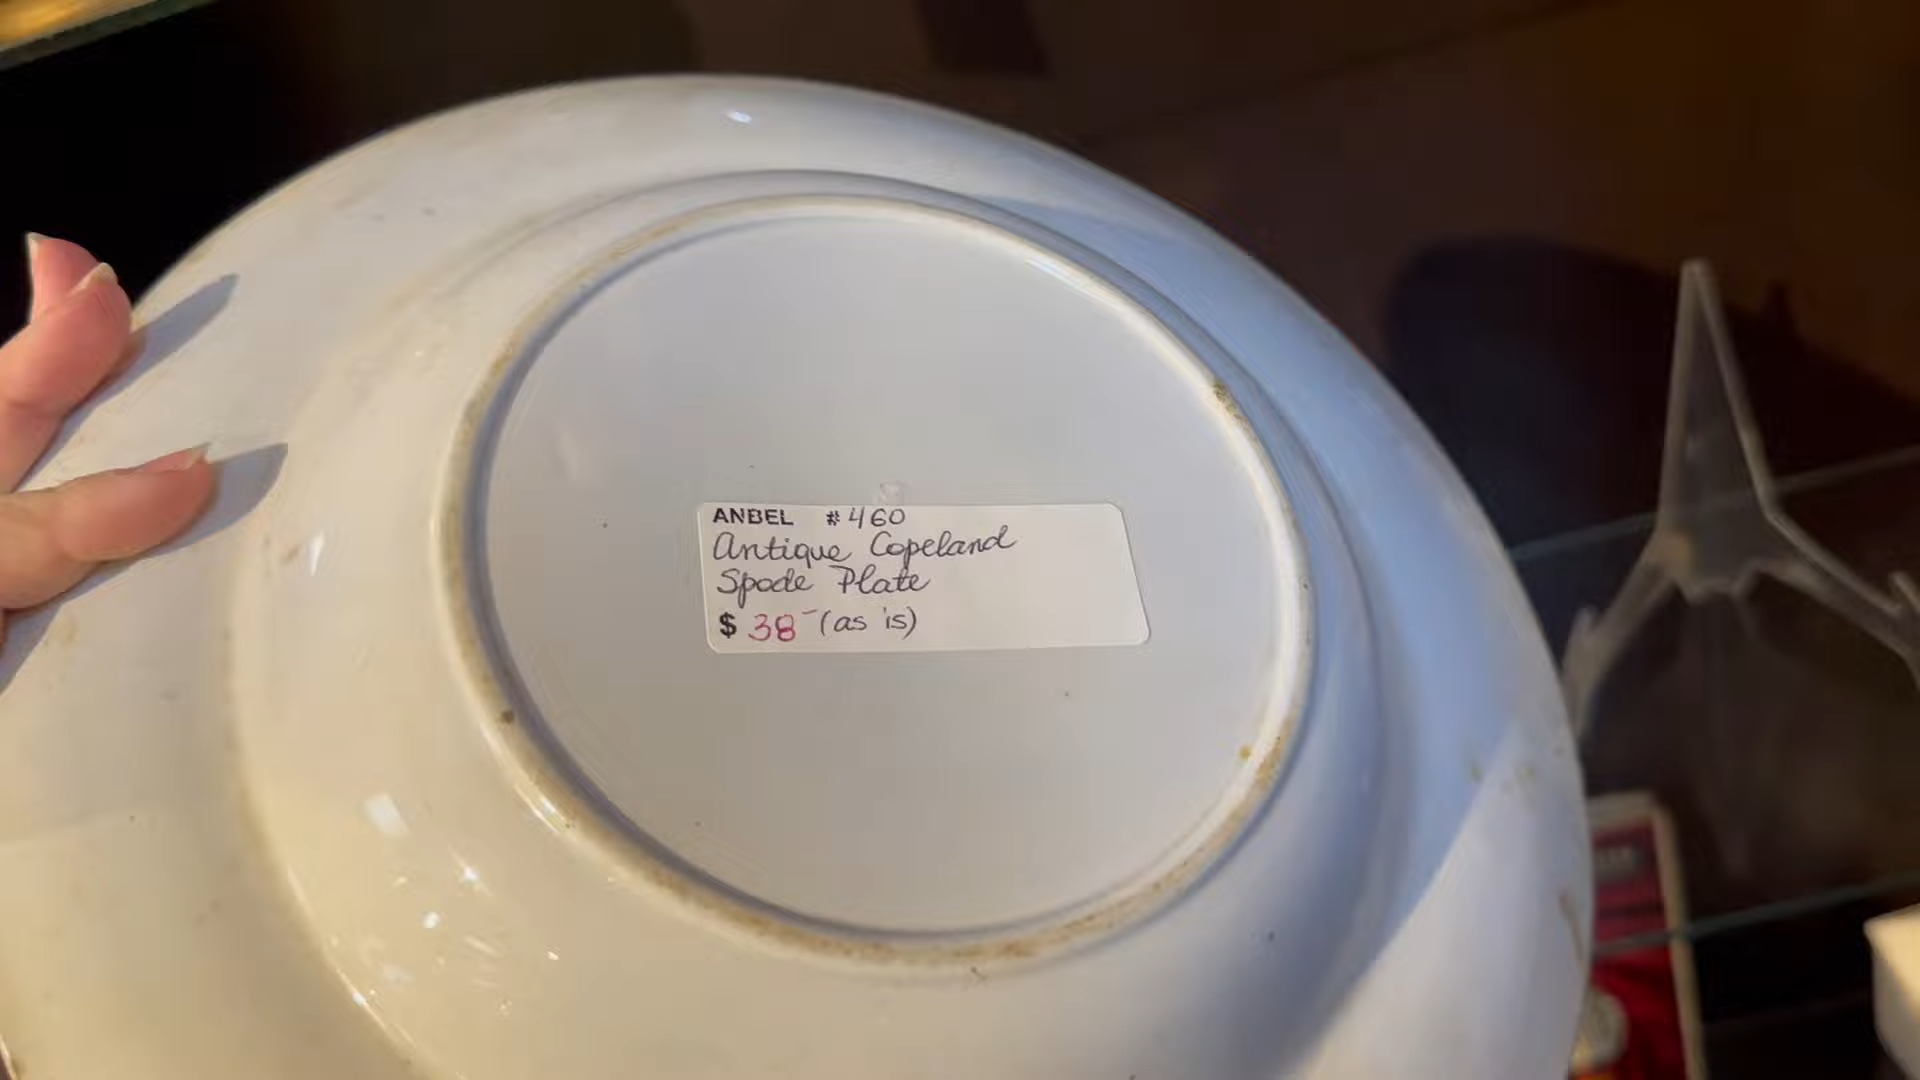 ANBEL #460
Antique Copeland
Spode Plate
$ 38- (as is)